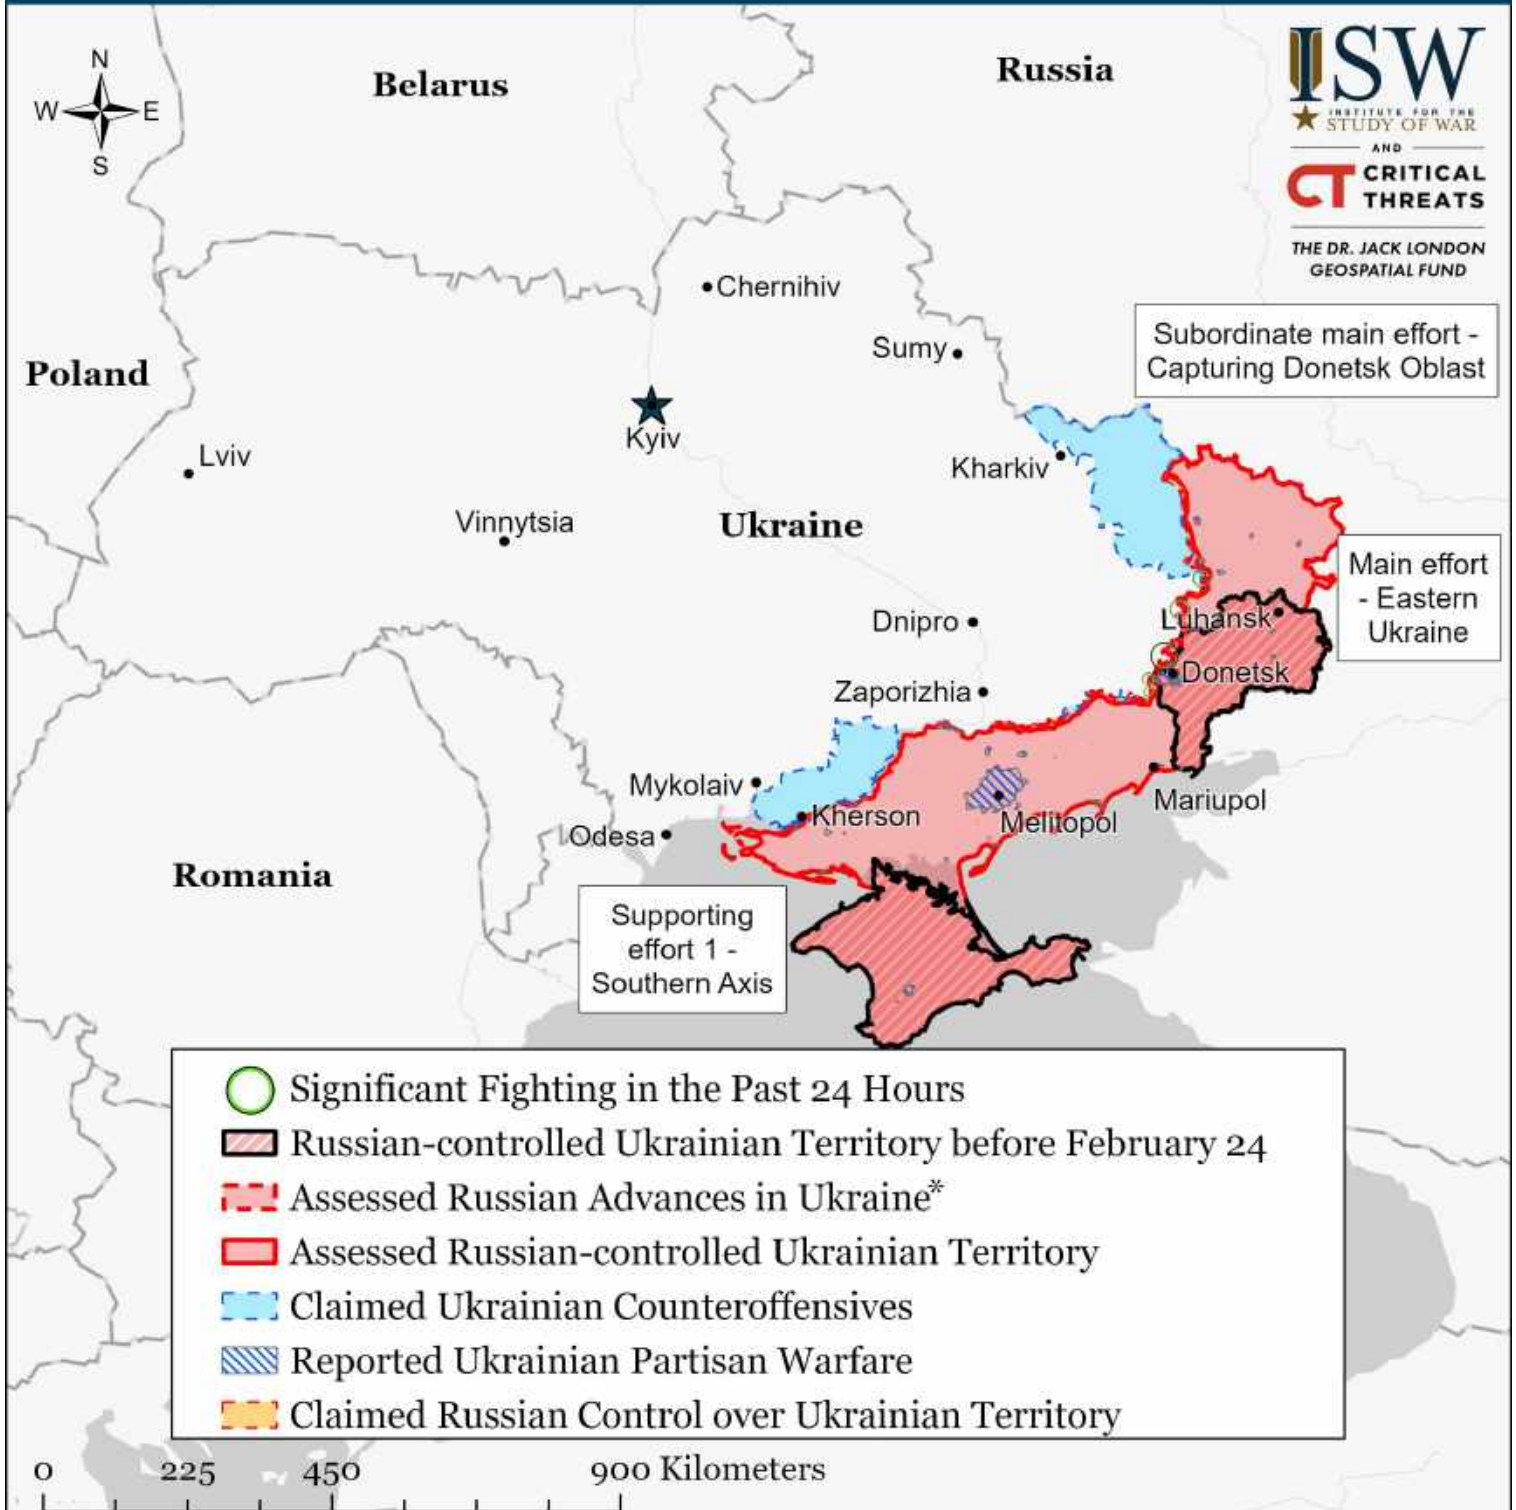 N
W
E
S
Belarus
Russia
ISW
INSTITUTE FOR THE
STUDY OF WAR
AND
CT CRITICAL
THREATS
THE DR. JACK LONDON
GEOSPATIAL FUND
Chernihiv
Sumy
Subordinate main effort -
Capturing Donetsk Oblast
Poland
Kyiv
Lviv
Kharkiv
Vinnytsia
Ukraine
Main effort
- Eastern
Ukraine
Dnipro
Luhansk
Donetsk
Zaporizhia
Mykolaiv
Kherson
Melitopol
Mariupol
Odesa
Romania
Supporting
effort 1 -
Southern Axis
Significant Fighting in the Past 24 Hours
Russian-controlled Ukrainian Territory before February 24
Assessed Russian Advances in Ukraine*
Assessed Russian-controlled Ukrainian Territory
Claimed Ukrainian Counteroffensives
Reported Ukrainian Partisan Warfare
Claimed Russian Control over Ukrainian Territory
0 225 450 900 Kilometers